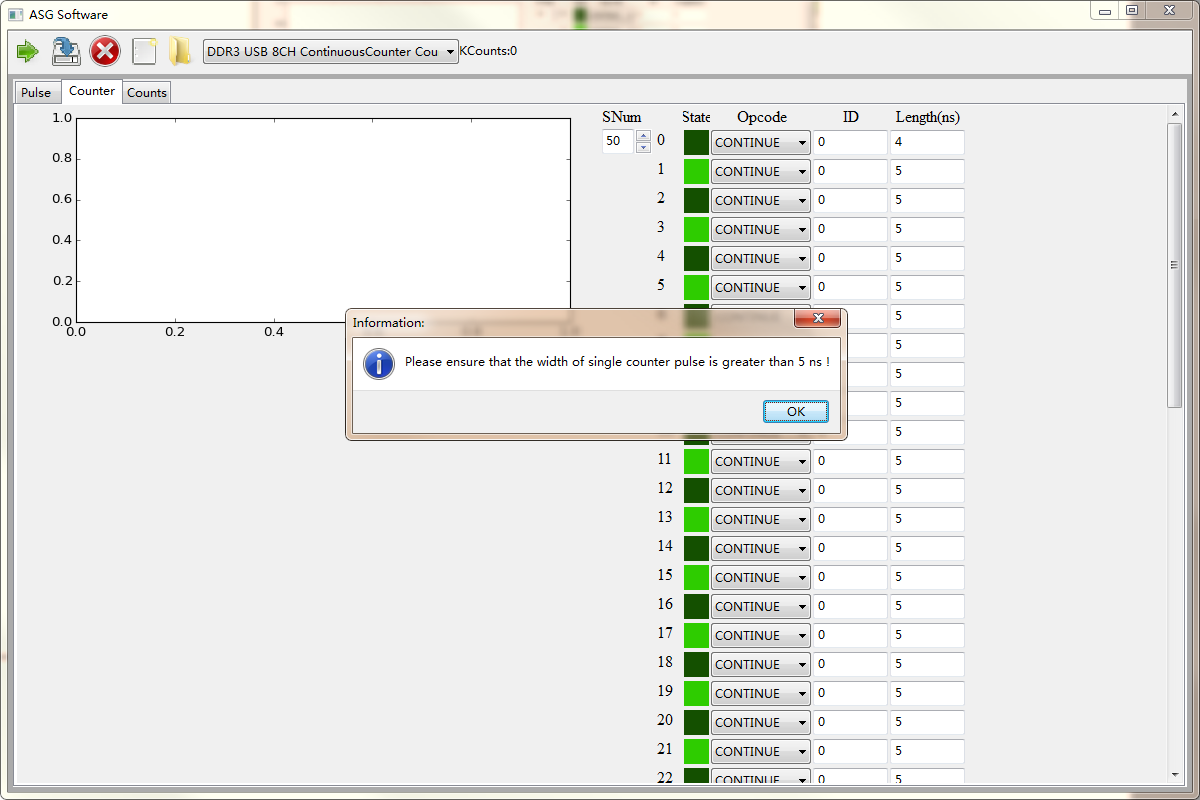 ASG Software
DDR3 USB 8CH ContinuousCounter Cou
KCounts:0
Pulse Counter Counts
SNum State Opcode ID Length(ns)
50 0 CONTINUE 0 4
1 CONTINUE 0 5
2 CONTINUE 0 5
3 CONTINUE 0 5
4 CONTINUE 0 5
5 CONTINUE 0 5
5
5
5
5
5
11 CONTINUE 0 5
12 CONTINUE 0 5
13 CONTINUE 0 5
14 CONTINUE 0 5
15 CONTINUE 0 5
16 CONTINUE 0 5
17 CONTINUE 0 5
18 CONTINUE 0 5
19 CONTINUE 0 5
20 CONTINUE 0 5
21 CONTINUE 0 5
22 CONTINUE 0 5
1.0
0.8
0.6
0.4
0.2
0.0
0.0 0.2 0.4
Information:
Please ensure that the width of single counter pulse is greater than 5 ns !
OK